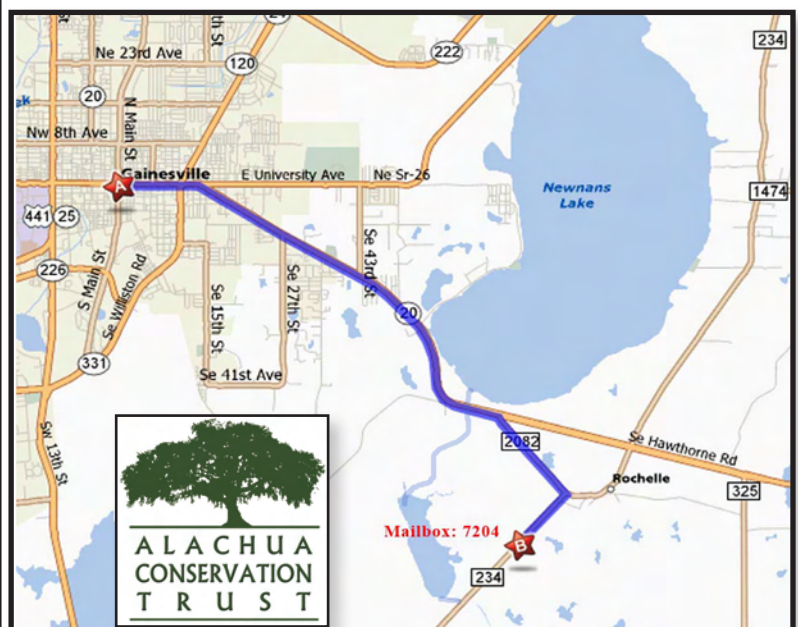 24
234
Ne 23rd Ave
222
120
20
N Main St
Nw 8th Ave
Gainesville
A
E University Ave
Ne Sr-26
Newnans
Lake
1474
441
25
226
S Main St
Se Williston Rd
Se 43rd St
Se 27th St
Se 15th St
20
331
Se 41st Ave
Sw 13th St
2082
Se Hawthorne Rd
Rochelle
325
Mailbox: 7204
B
234
ALACHUA
CONSERVATION
TRUST